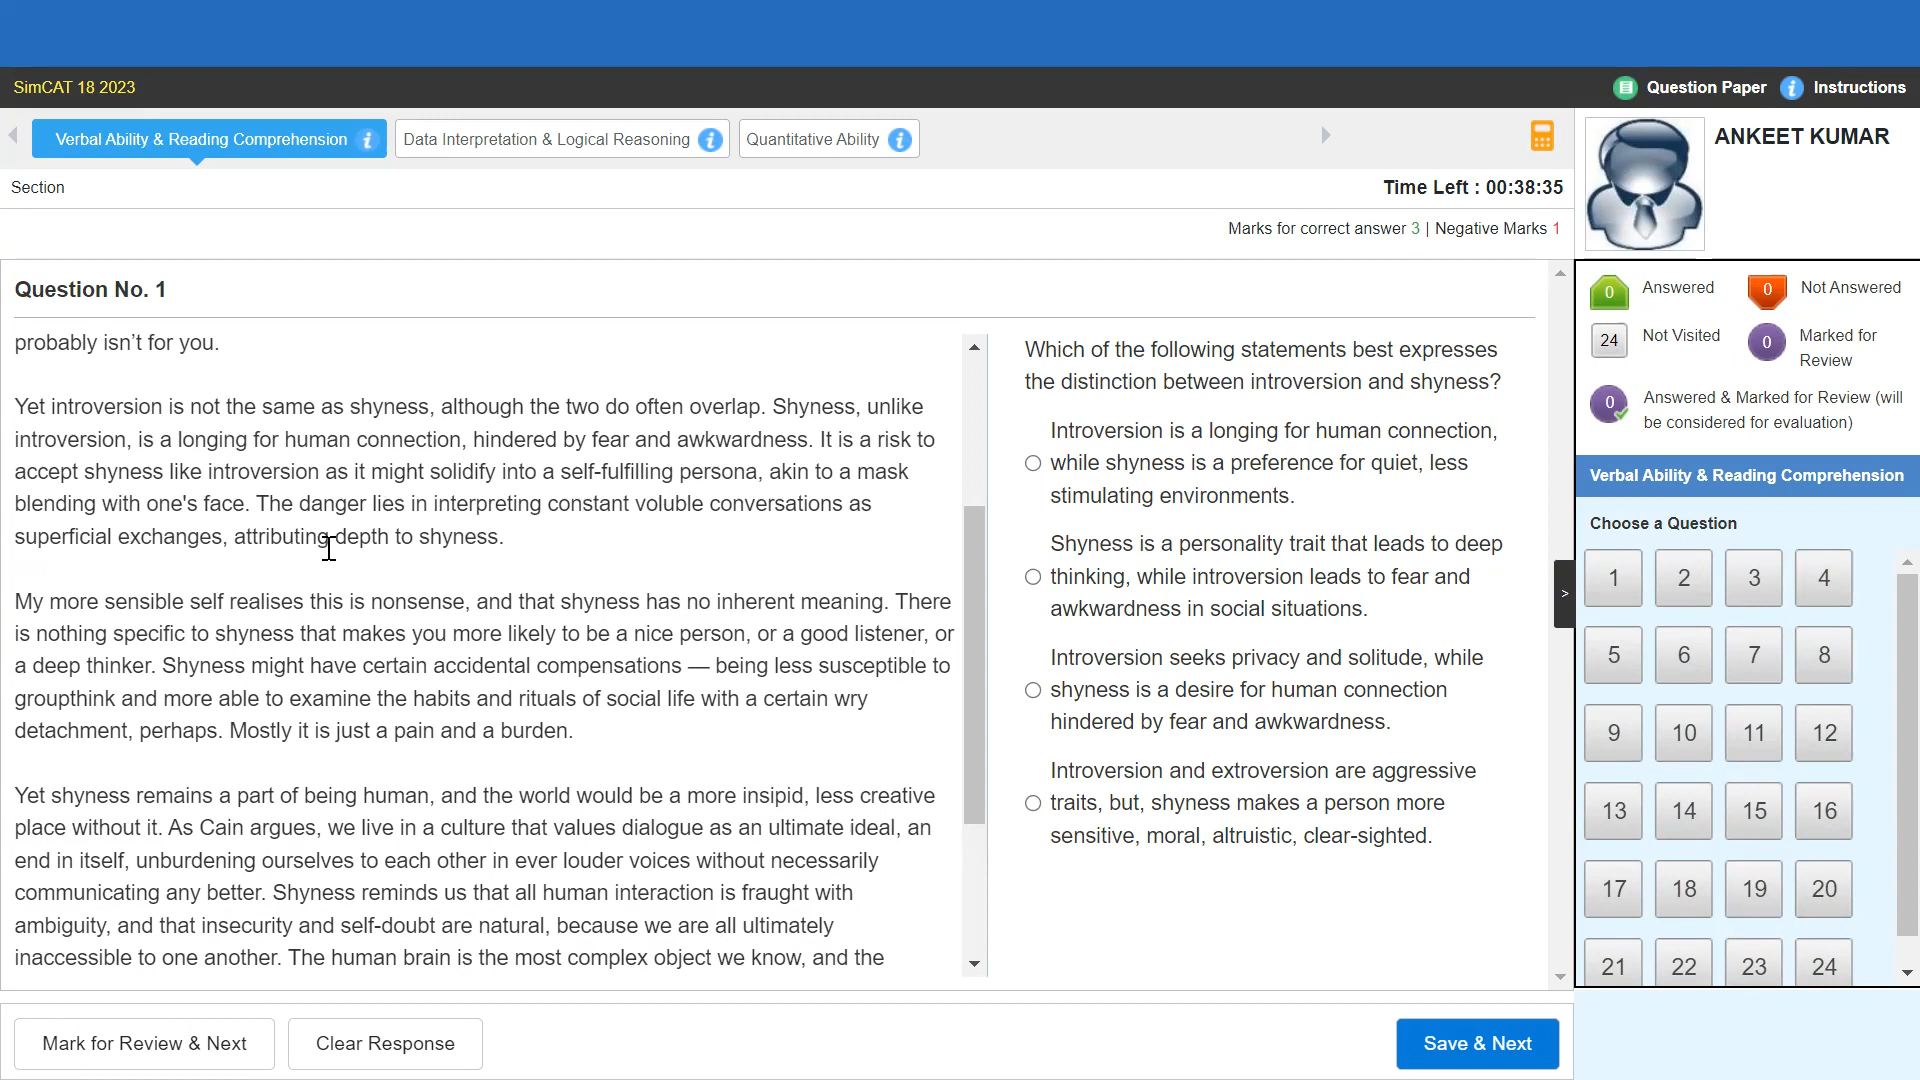 SimCAT 18 2023
Question Paper
Instructions
Verbal Ability & Reading Comprehension
Data Interpretation & Logical Reasoning
Quantitative Ability
ANKEET KUMAR
Section
Time Left : 00:38:35
Marks for correct answer 3 | Negative Marks 1
Question No. 1
probably isn’t for you.
Yet introversion is not the same as shyness, although the two do often overlap. Shyness, unlike
introversion, is a longing for human connection, hindered by fear and awkwardness. It is a risk to
accept shyness like introversion as it might solidify into a self-fulfilling persona, akin to a mask
blending with one's face. The danger lies in interpreting constant voluble conversations as
superficial exchanges, attributing depth to shyness.
My more sensible self realises this is nonsense, and that shyness has no inherent meaning. There
is nothing specific to shyness that makes you more likely to be a nice person, or a good listener, or
a deep thinker. Shyness might have certain accidental compensations — being less susceptible to
groupthink and more able to examine the habits and rituals of social life with a certain wry
detachment, perhaps. Mostly it is just a pain and a burden.
Yet shyness remains a part of being human, and the world would be a more insipid, less creative
place without it. As Cain argues, we live in a culture that values dialogue as an ultimate ideal, an
end in itself, unburdening ourselves to each other in ever louder voices without necessarily
communicating any better. Shyness reminds us that all human interaction is fraught with
ambiguity, and that insecurity and self-doubt are natural, because we are all ultimately
inaccessible to one another. The human brain is the most complex object we know, and the
Which of the following statements best expresses
the distinction between introversion and shyness?
Introversion is a longing for human connection,
while shyness is a preference for quiet, less
stimulating environments.
Shyness is a personality trait that leads to deep
thinking, while introversion leads to fear and
awkwardness in social situations.
Introversion seeks privacy and solitude, while
shyness is a desire for human connection
hindered by fear and awkwardness.
Introversion and extroversion are aggressive
traits, but, shyness makes a person more
sensitive, moral, altruistic, clear-sighted.
>
0 Answered
0 Not Answered
24 Not Visited
0 Marked for
Review
0 Answered & Marked for Review (will
be considered for evaluation)
Verbal Ability & Reading Comprehension
Choose a Question
1 2 3 4
5 6 7 8
9 10 11 12
13 14 15 16
17 18 19 20
21 22 23 24
Mark for Review & Next
Clear Response
Save & Next